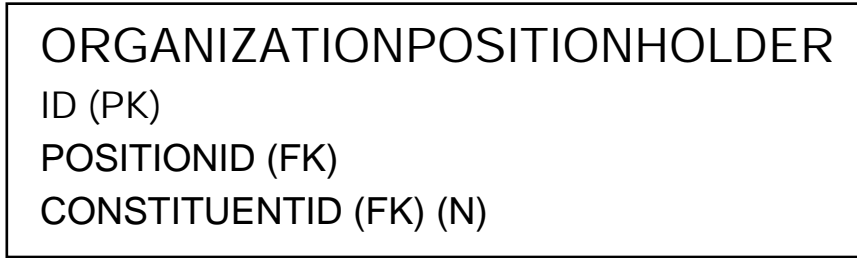 ORGANIZATIONPOSITIONHOLDER
ID (PK)
POSITIONID (FK)
CONSTITUENTID (FK) (N)